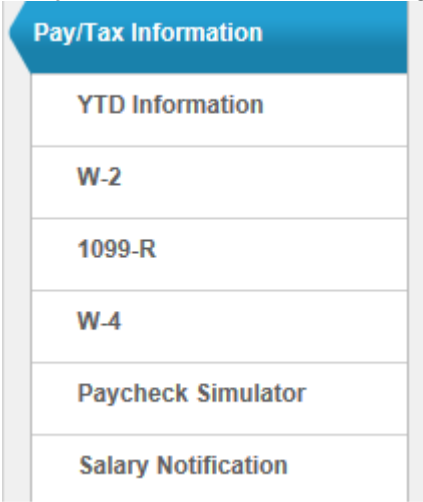 Pay/Tax Information
YTD Information
W-2
1099-R
W-4
Paycheck Simulator
Salary Notification